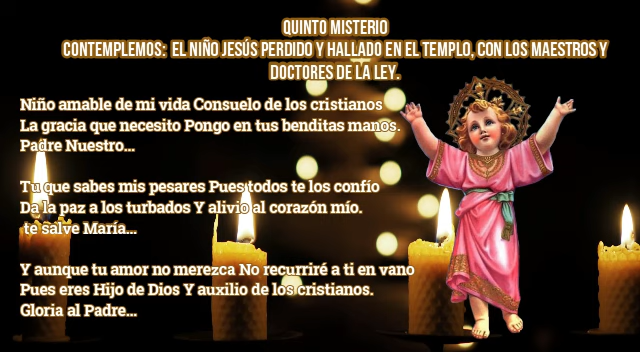 QUINTO MISTERIO
CONTEMPLEMOS: EL NIÑO JESÚS PERDIDO Y HALLADO EN EL TEMPLO, CON LOS MAESTROS Y
DOCTORES DE LA LEY.
Niño amable de mi vida Consuelo de los cristianos
La gracia que necesito Pongo en tus benditas manos.
Padre Nuestro...
Tu que sabes mis pesares Pues todos te los confío
Da la paz a los turbados Y alivio al corazón mío.
te salve María...
Y aunque tu amor no merezca No recurriré a ti en vano
Pues eres Hijo de Dios Y auxilio de los cristianos.
Gloria al Padre...